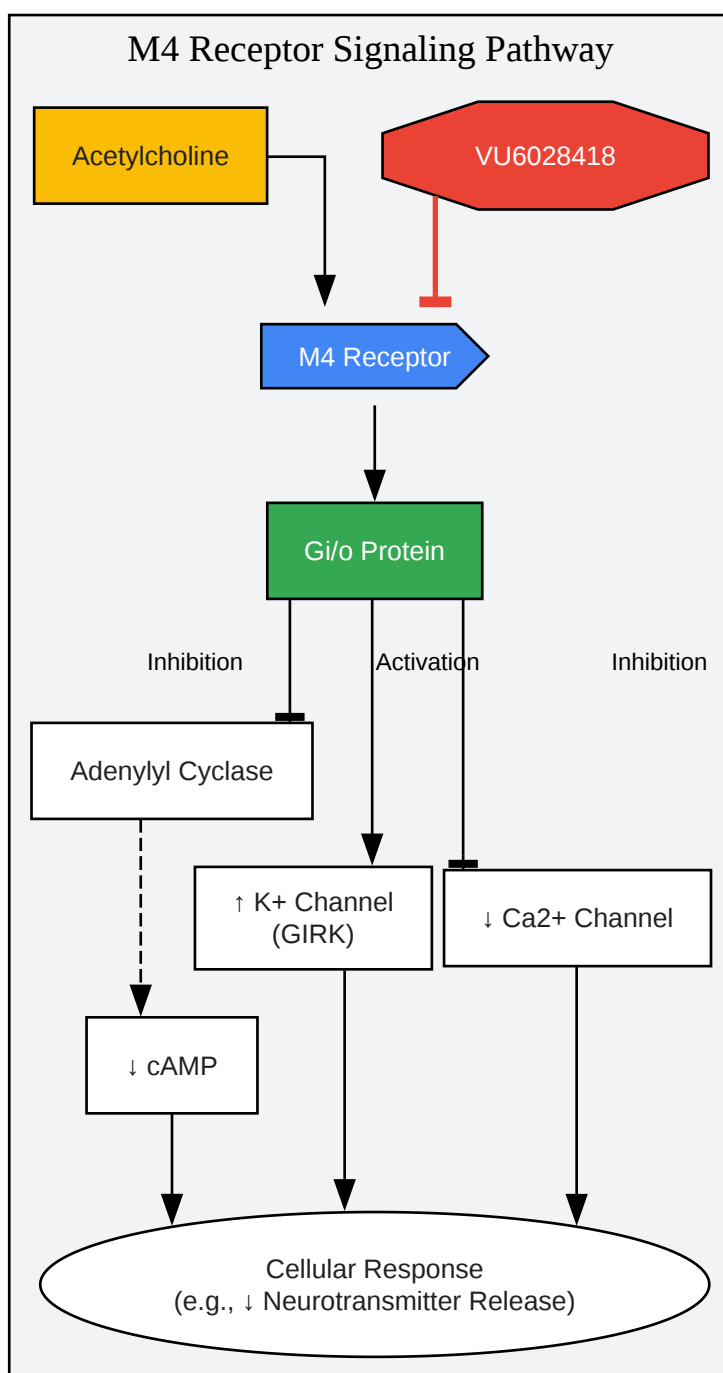 M4 Receptor Signaling Pathway
Acetylcholine
VU6028418
M4 Receptor
Gi/o Protein
Inhibition
Activation
Inhibition
Adenylyl Cyclase
↑ K+ Channel
(GIRK)
↓ Ca2+ Channel
↓ cAMP
Cellular Response
(e.g., ↓ Neurotransmitter Release)